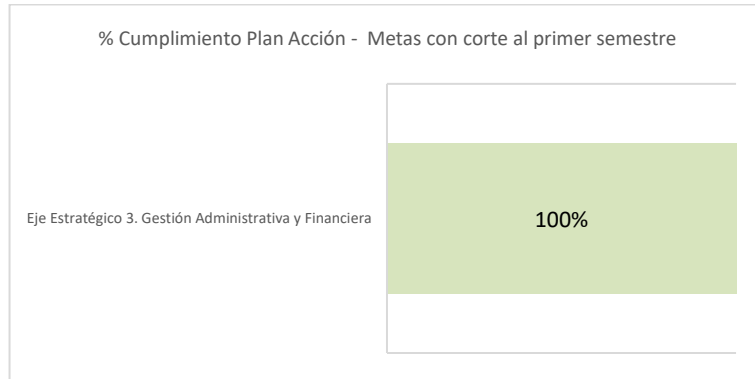 % Cumplimiento Plan Acción - Metas con corte al primer semestre
Eje Estratégico 3. Gestión Administrativa y Financiera
100%